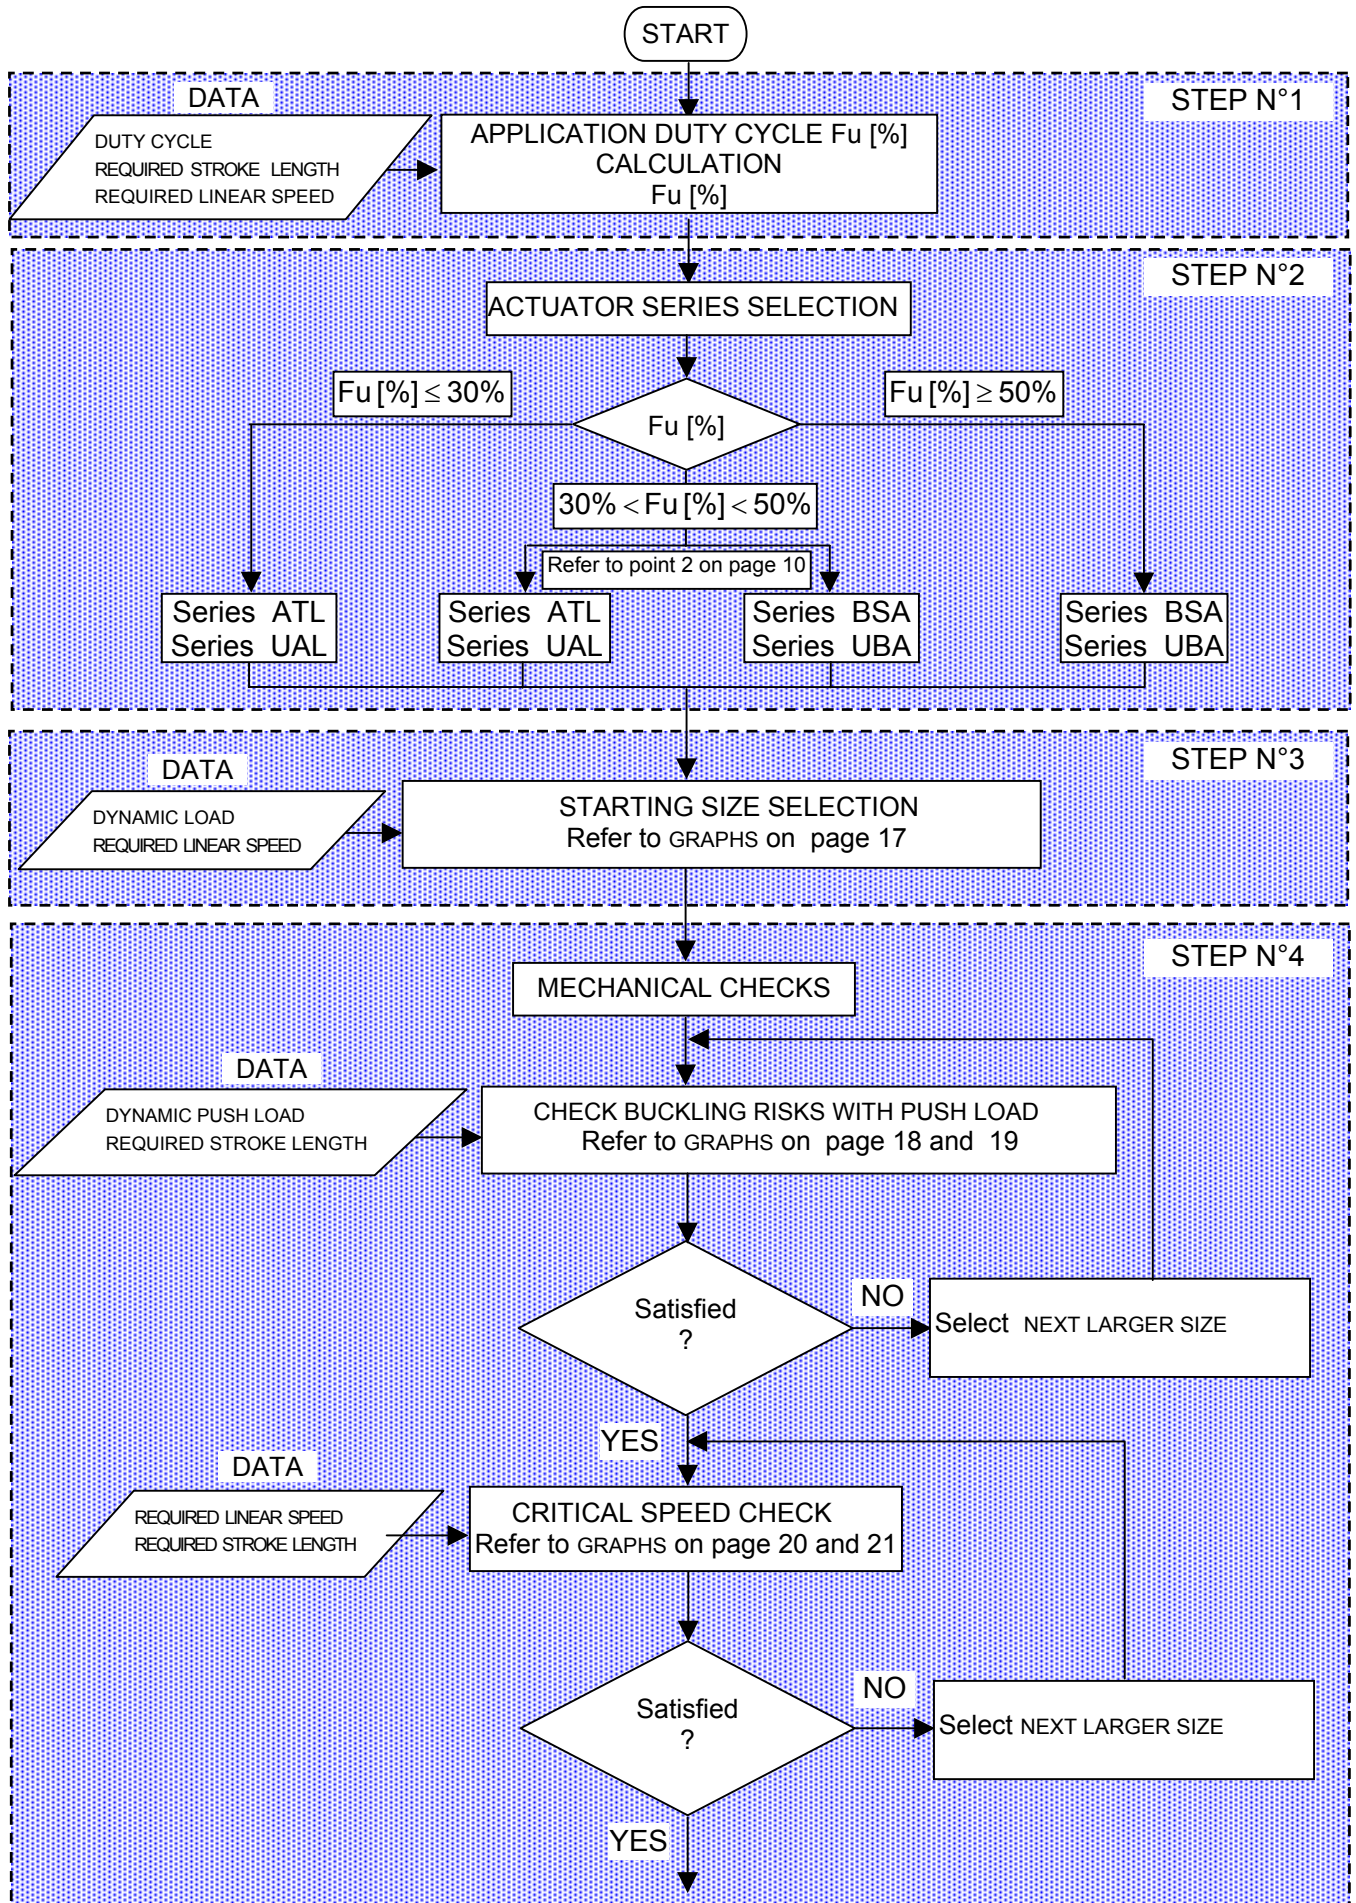 START
STEP N°1
DATA
DUTY CYCLE
REQUIRED STROKE LENGTH
REQUIRED LINEAR SPEED
APPLICATION DUTY CYCLE Fu [%]
CALCULATION
Fu [%]
STEP N°2
ACTUATOR SERIES SELECTION
Fu [%] ≤ 30%
Fu [%] ≥ 50%
Fu [%]
30% < Fu [%] < 50%
Refer to point 2 on page 10
Series ATL
Series UAL
Series ATL
Series UAL
Series BSA
Series UBA
Series BSA
Series UBA
STEP N°3
DATA
DYNAMIC LOAD
REQUIRED LINEAR SPEED
STARTING SIZE SELECTION
Refer to GRAPHS on page 17
STEP N°4
MECHANICAL CHECKS
DATA
DYNAMIC PUSH LOAD
REQUIRED STROKE LENGTH
CHECK BUCKLING RISKS WITH PUSH LOAD
Refer to GRAPHS on page 18 and 19
Satisfied
?
NO
Select NEXT LARGER SIZE
YES
DATA
REQUIRED LINEAR SPEED
REQUIRED STROKE LENGTH
CRITICAL SPEED CHECK
Refer to GRAPHS on page 20 and 21
Satisfied
?
NO
Select NEXT LARGER SIZE
YES